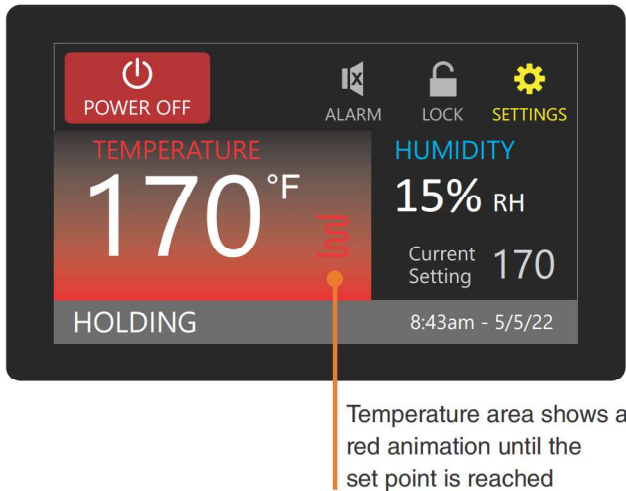 POWER OFF
ALARM
LOCK
SETTINGS
TEMPERATURE
170°F
HUMIDITY
15% RH
Current
Setting
170
HOLDING
8:43am - 5/5/22
Temperature area shows a
red animation until the
set point is reached